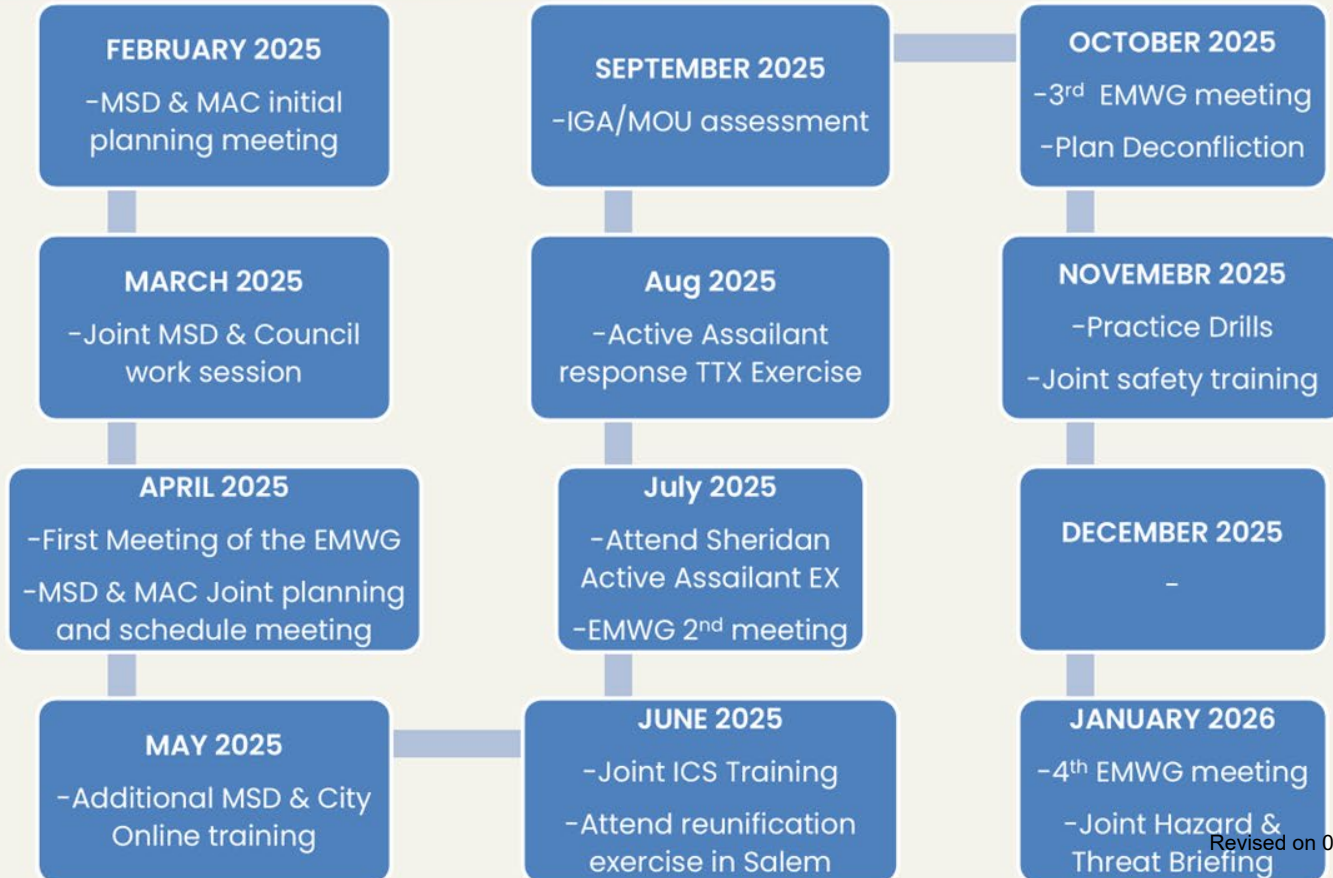 FEBRUARY 2025
-MSD & MAC initial
planning meeting
MARCH 2025
-Joint MSD & Council
work session
APRIL 2025
-First Meeting of the EMWG
-MSD & MAC Joint planning
and schedule meeting
MAY 2025
-Additional MSD & City
Online training
JUNE 2025
-Joint ICS Training
-Attend reunification
exercise in Salem
July 2025
-Attend Sheridan
Active Assailant EX
-EMWG 2nd meeting
Aug 2025
-Active Assailant
response TTX Exercise
SEPTEMBER 2025
-IGA/MOU assessment
OCTOBER 2025
-3rd EMWG meeting
-Plan Deconfliction
NOVEMEBR 2025
-Practice Drills
-Joint safety training
DECEMBER 2025
-
JANUARY 2026
-4th EMWG meeting
-Joint Hazard &
Threat Briefing
Revised on 0